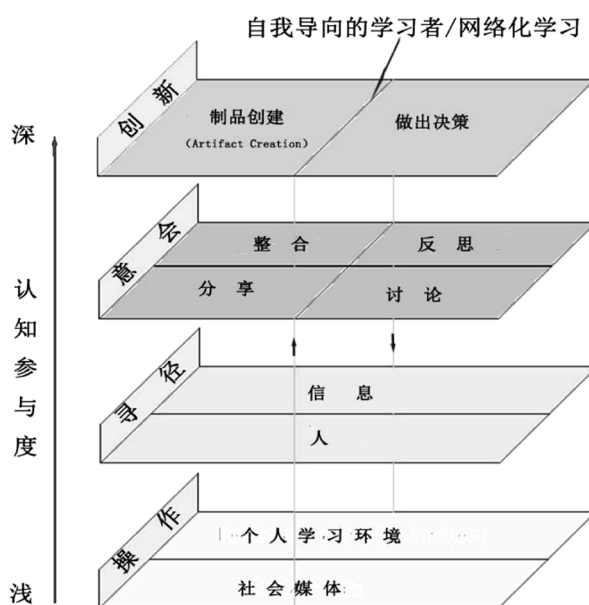 自我导向的学习者/网络化学习
深
创新
制品创建
(Artifact Creation)
做出决策
意会
整合
反思
分享
讨论
认知参与度
寻径
信息
人
操作
个人学习环境
社会媒体
浅